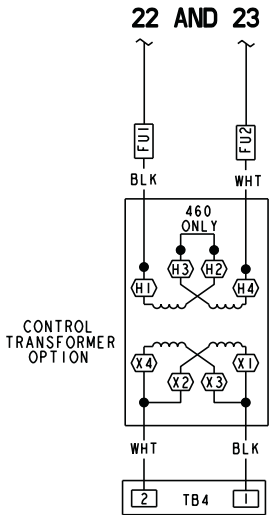 22 AND 23
FU1 FU2
BLK WHT
460
ONLY
H3 H2
H1 H4
CONTROL
TRANSFORMER
OPTION
X4 X1
X2 X3
WHT BLK
2 TB4 1